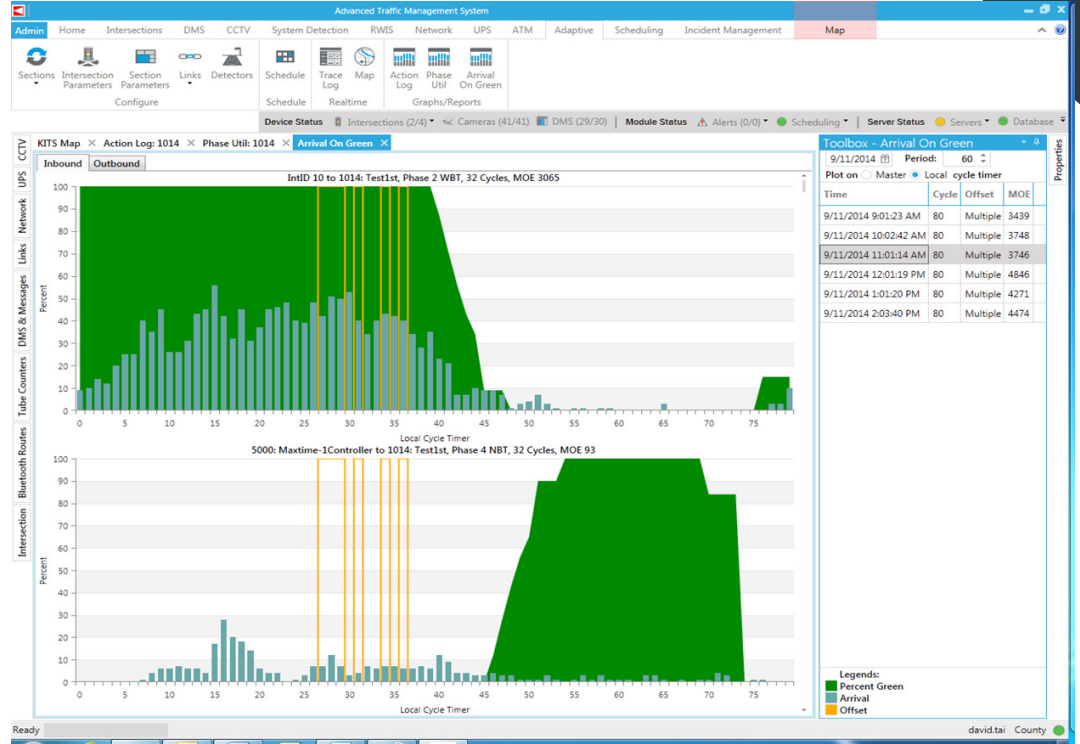 Advanced Traffic Management System
Admin Home Intersections DMS CCTV System Detection RWIS Network UPS ATM Adaptive Scheduling Incident Management Map
Sections Intersection Parameters Section Parameters Links Detectors Schedule Trace Log Map Action Log Phase Util Arrival On Green
Configure Schedule Realtime Graphs/Reports
Device Status Intersections (2/4) Cameras (41/41) DMS (29/30) | Module Status Alerts (0/0) Scheduling | Server Status Servers Database
KITS Map Action Log: 1014 Phase Util: 1014 Arrival On Green
Inbound Outbound
CCTV
UPS
Network
Links
DMS & Messages
Tube Counters
Bluetooth Routes
Intersection
IntID 10 to 1014: Test1st, Phase 2 WBT, 32 Cycles, MOE 3065
100
90
80
70
60
50
40
30
20
10
0
Percent
0 5 10 15 20 25 30 35 40 45 50 55 60 65 70 75
Local Cycle Timer
5000: Maxtime-1Controller to 1014: Test1st, Phase 4 NBT, 32 Cycles, MOE 93
100
90
80
70
60
50
40
30
20
10
0
Percent
0 5 10 15 20 25 30 35 40 45 50 55 60 65 70 75
Local Cycle Timer
Toolbox - Arrival On Green
Properties
9/11/2014 Period: 60
Plot on Master Local cycle timer
Time Cycle Offset MOE
9/11/2014 9:01:23 AM 80 Multiple 3439
9/11/2014 10:02:42 AM 80 Multiple 3748
9/11/2014 11:01:14 AM 80 Multiple 3746
9/11/2014 12:01:19 PM 80 Multiple 4846
9/11/2014 1:01:20 PM 80 Multiple 4271
9/11/2014 2:03:40 PM 80 Multiple 4474
Legends:
Percent Green
Arrival
Offset
Ready david.tai County